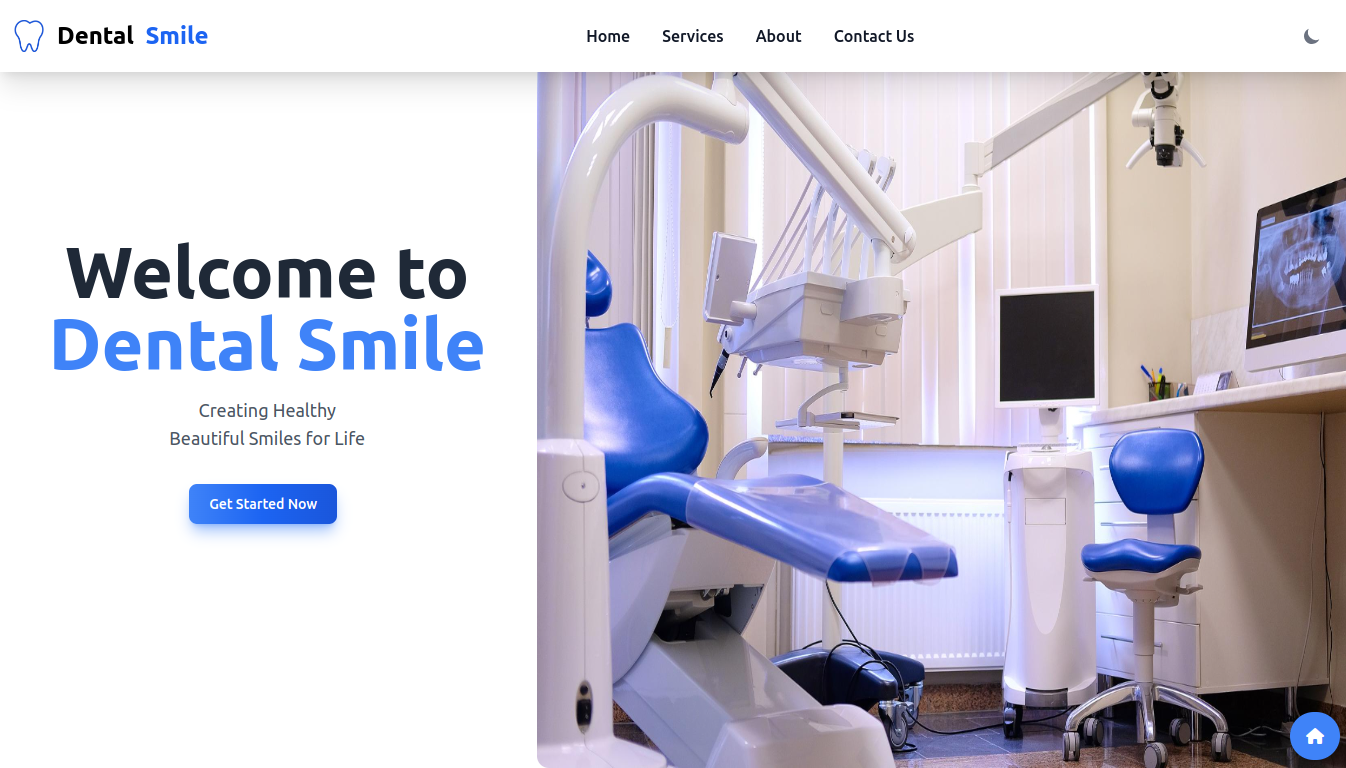 Dental Smile
Home Services About Contact Us
Welcome to
Dental Smile
Creating Healthy
Beautiful Smiles for Life
Get Started Now